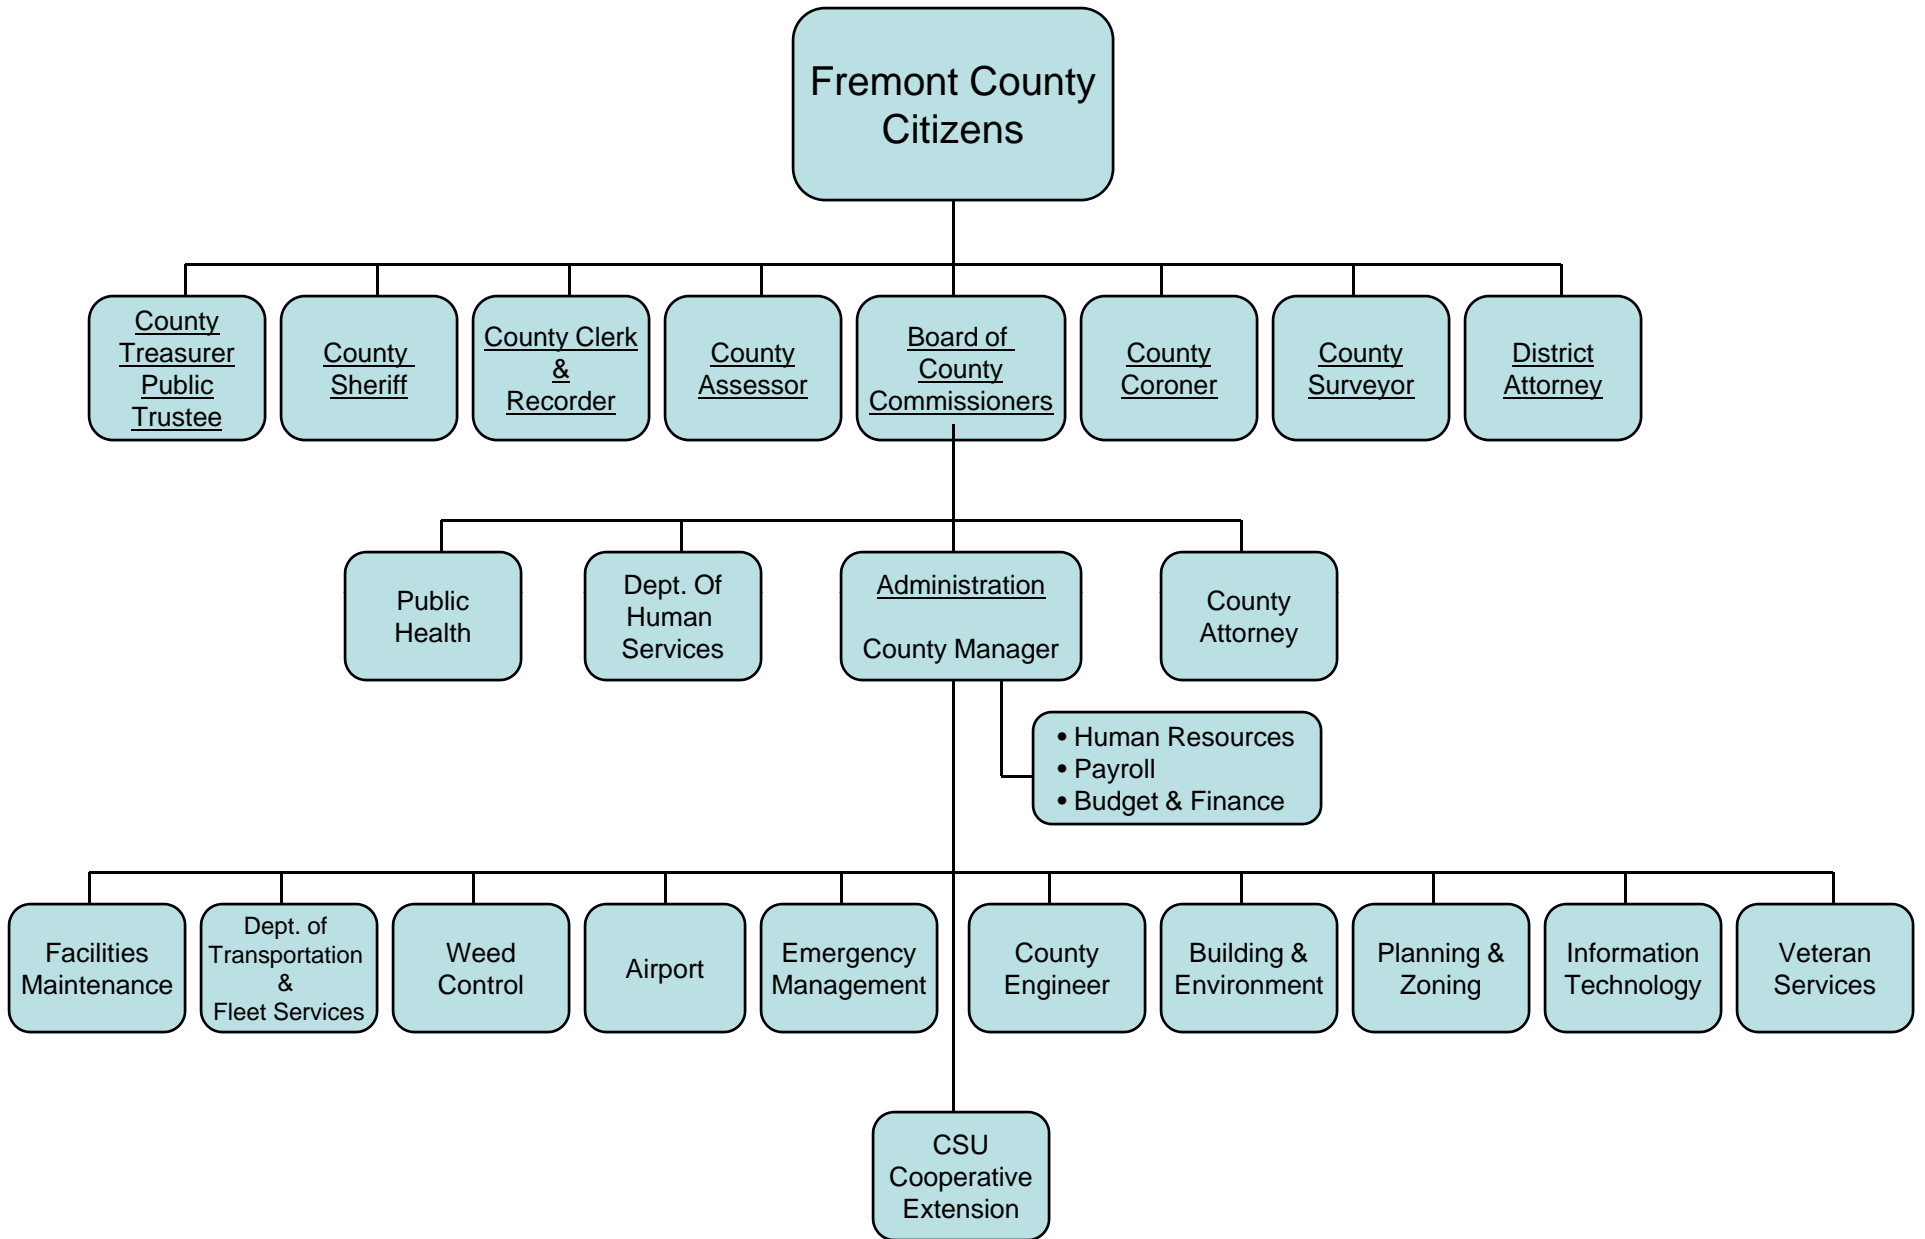 Fremont County
Citizens
County
Treasurer
Public
Trustee
County
Sheriff
County Clerk
&
Recorder
County
Assessor
Board of
County
Commissioners
County
Coroner
County
Surveyor
District
Attorney
Public
Health
Dept. Of
Human
Services
Administration
County Manager
County
Attorney
• Human Resources
• Payroll
• Budget & Finance
Facilities
Maintenance
Dept. of
Transportation
&
Fleet Services
Weed
Control
Airport
Emergency
Management
County
Engineer
Building &
Environment
Planning &
Zoning
Information
Technology
Veteran
Services
CSU
Cooperative
Extension